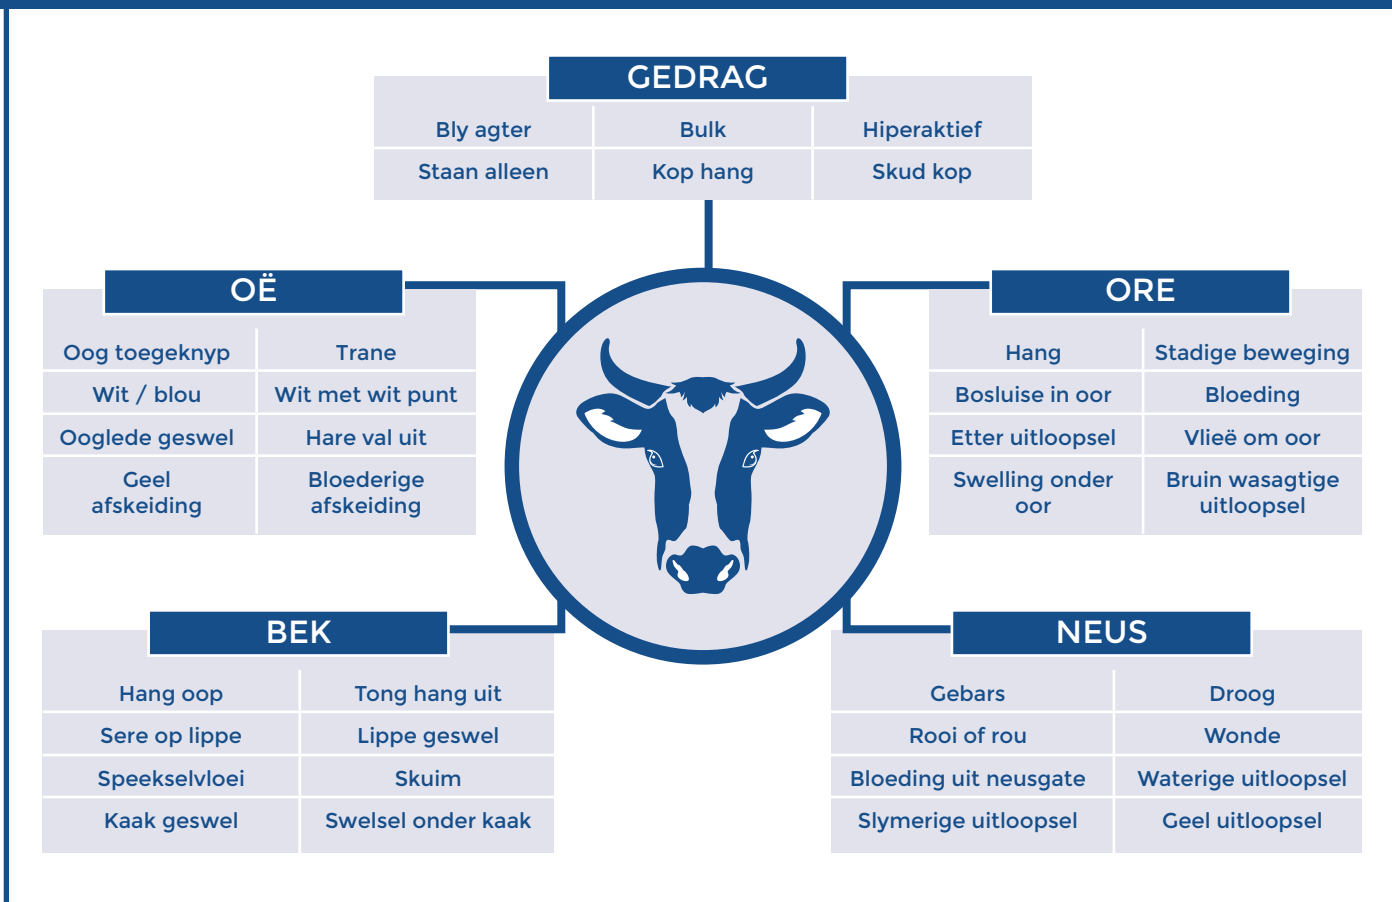 GEDRAG
Bly agter
Bulk
Hiperaktief
Staan alleen
Kop hang
Skud kop
OË
Oog toegeknyp
Trane
Wit / blou
Wit met wit punt
Ooglede geswel
Hare val uit
Geel
afskeiding
Bloederige
afskeiding
ORE
Hang
Stadige beweging
Bosluise in oor
Bloeding
Etter uitloopsel
Vlieë om oor
Swelling onder
oor
Bruin wasagtige
uitloopsel
BEK
Hang oop
Tong hang uit
Sere op lippe
Lippe geswel
Speekselvloei
Skuim
Kaak geswel
Swelsel onder kaak
NEUS
Gebars
Droog
Rooi of rou
Wonde
Bloeding uit neusgate
Waterige uitloopsel
Slymerige uitloopsel
Geel uitloopsel